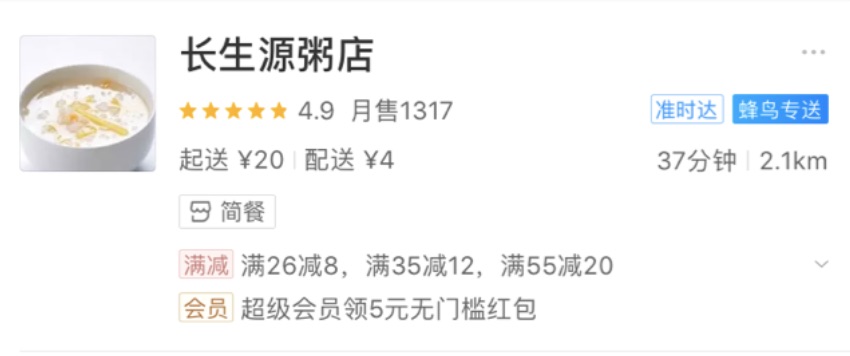 长生源粥店
4.9 月售1317 准时达 蜂鸟专送
起送 ¥20 配送 ¥4 37分钟 2.1km
简餐
满减 满26减8，满35减12，满55减20
会员 超级会员领5元无门槛红包